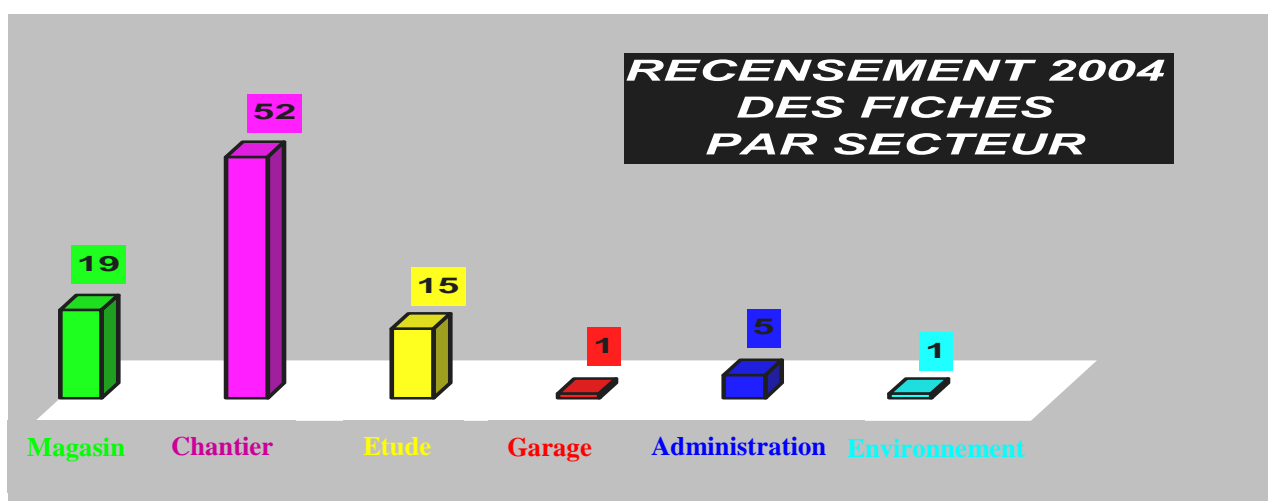 RECENSEMENT 2004
DES FICHES
PAR SECTEUR
52
19
15
1
5
1
Magasin Chantier Etude Garage Administration Environnement